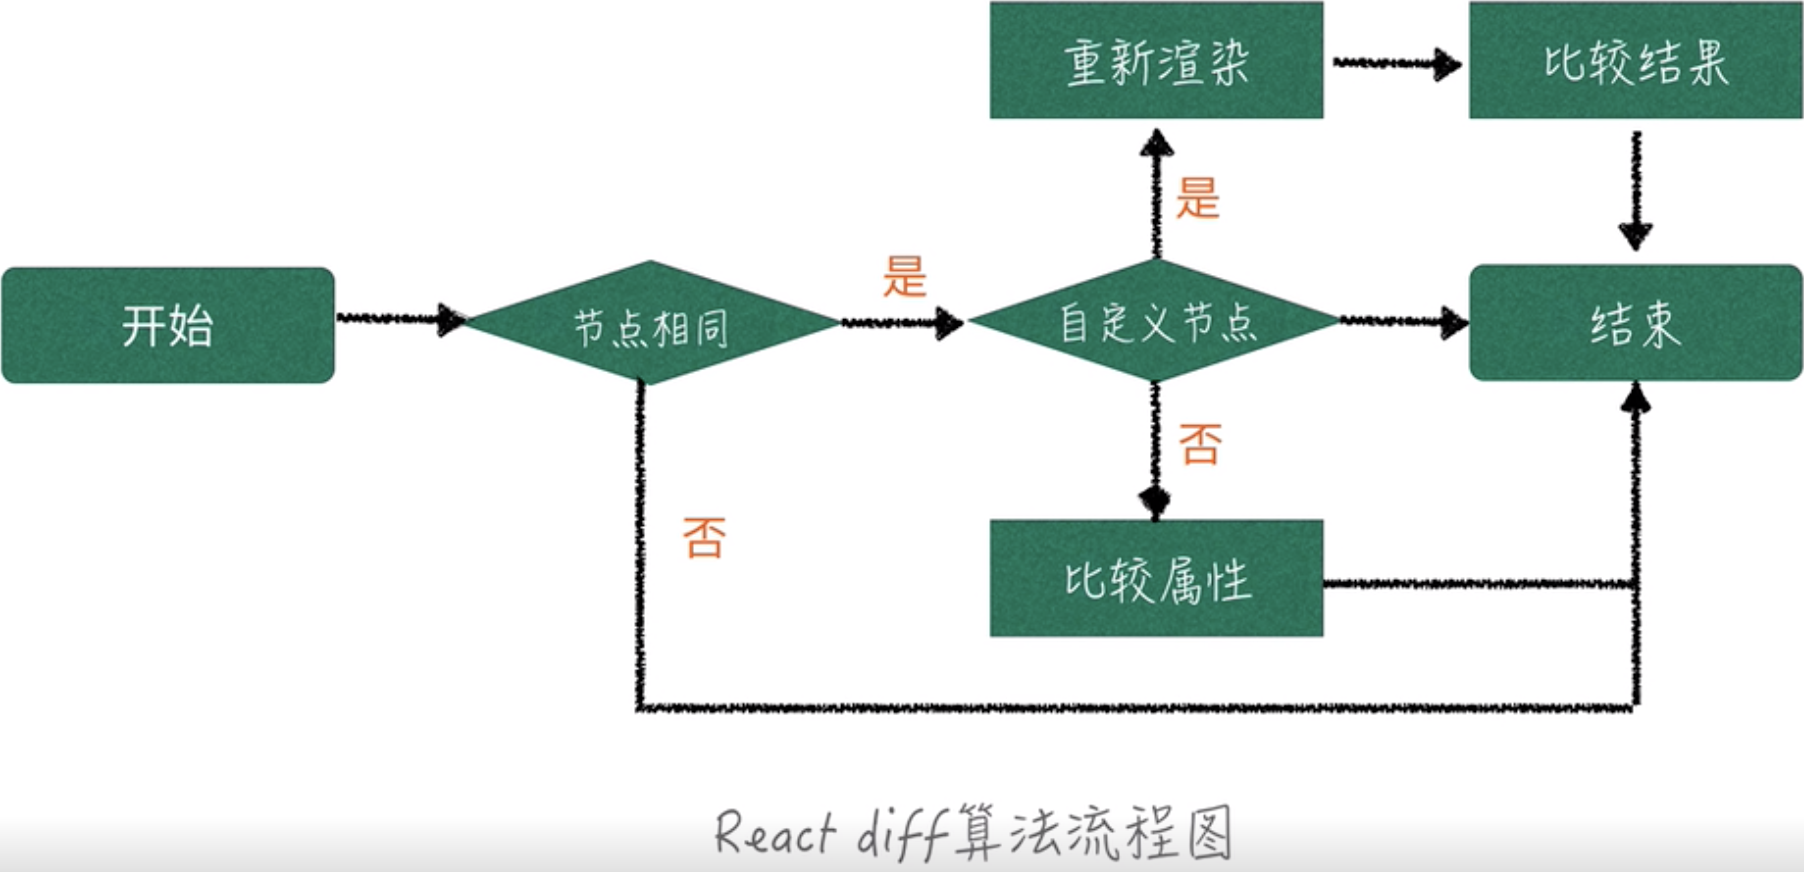 重新渲染
比较结果
是
是
开始
节点相同
自定义节点
结束
否
否
比较属性
React diff算法流程图